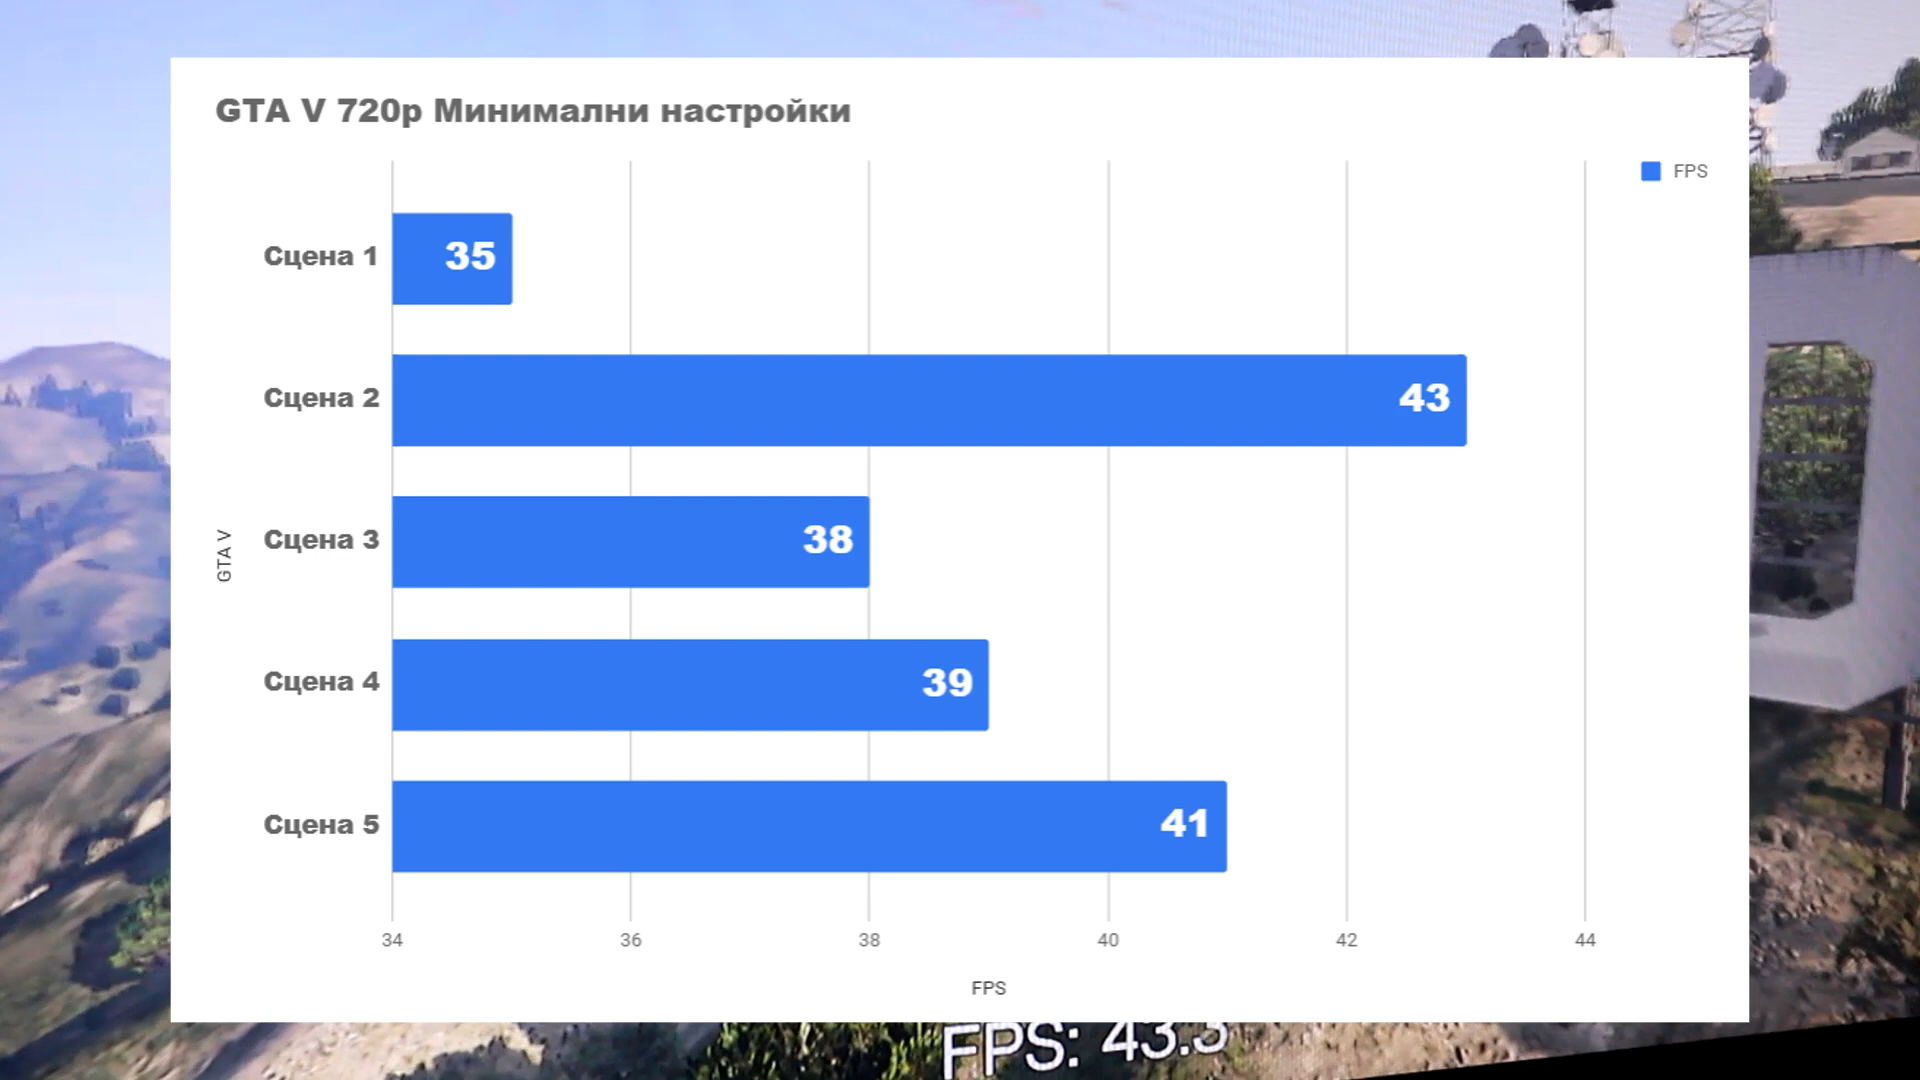 GTA V 720p Минимални настройки
FPS
Сцена 1
35
Сцена 2
43
Сцена 3
38
Сцена 4
39
Сцена 5
41
GTA V
34 36 38 40 42 44
FPS
FPS: 43.3